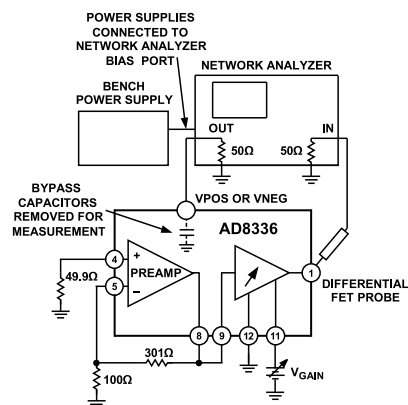 POWER SUPPLIES
CONNECTED TO
NETWORK ANALYZER
BIAS PORT
NETWORK ANALYZER
BENCH
POWER SUPPLY
OUT
IN
50Ω
50Ω
BYPASS
CAPACITORS
REMOVED FOR
MEASUREMENT
VPOS OR VNEG
AD8336
4
+
PREAMP
49.9Ω
5
–
1
DIFFERENTIAL
FET PROBE
8
9
12
11
301Ω
100Ω
VGAIN